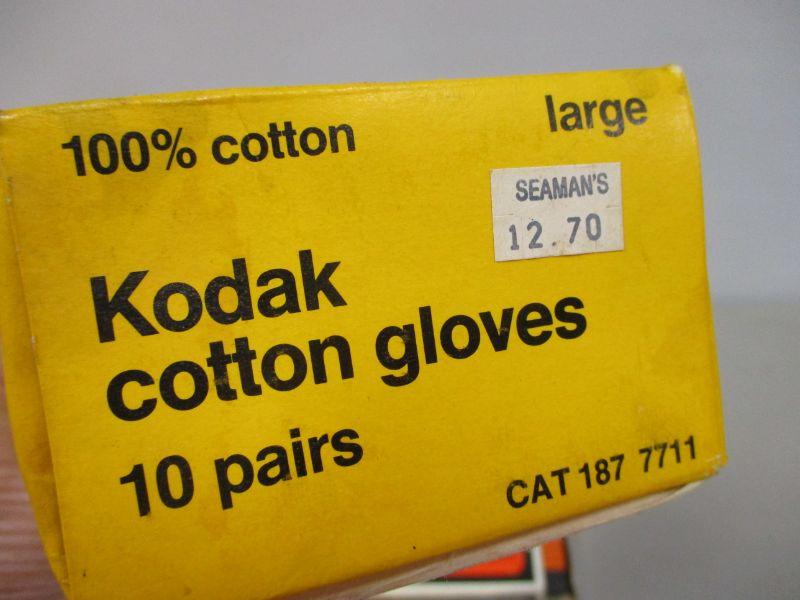 100% cotton
large
SEAMAN'S
12.70
Kodak
cotton gloves
10 pairs
CAT 187 7711